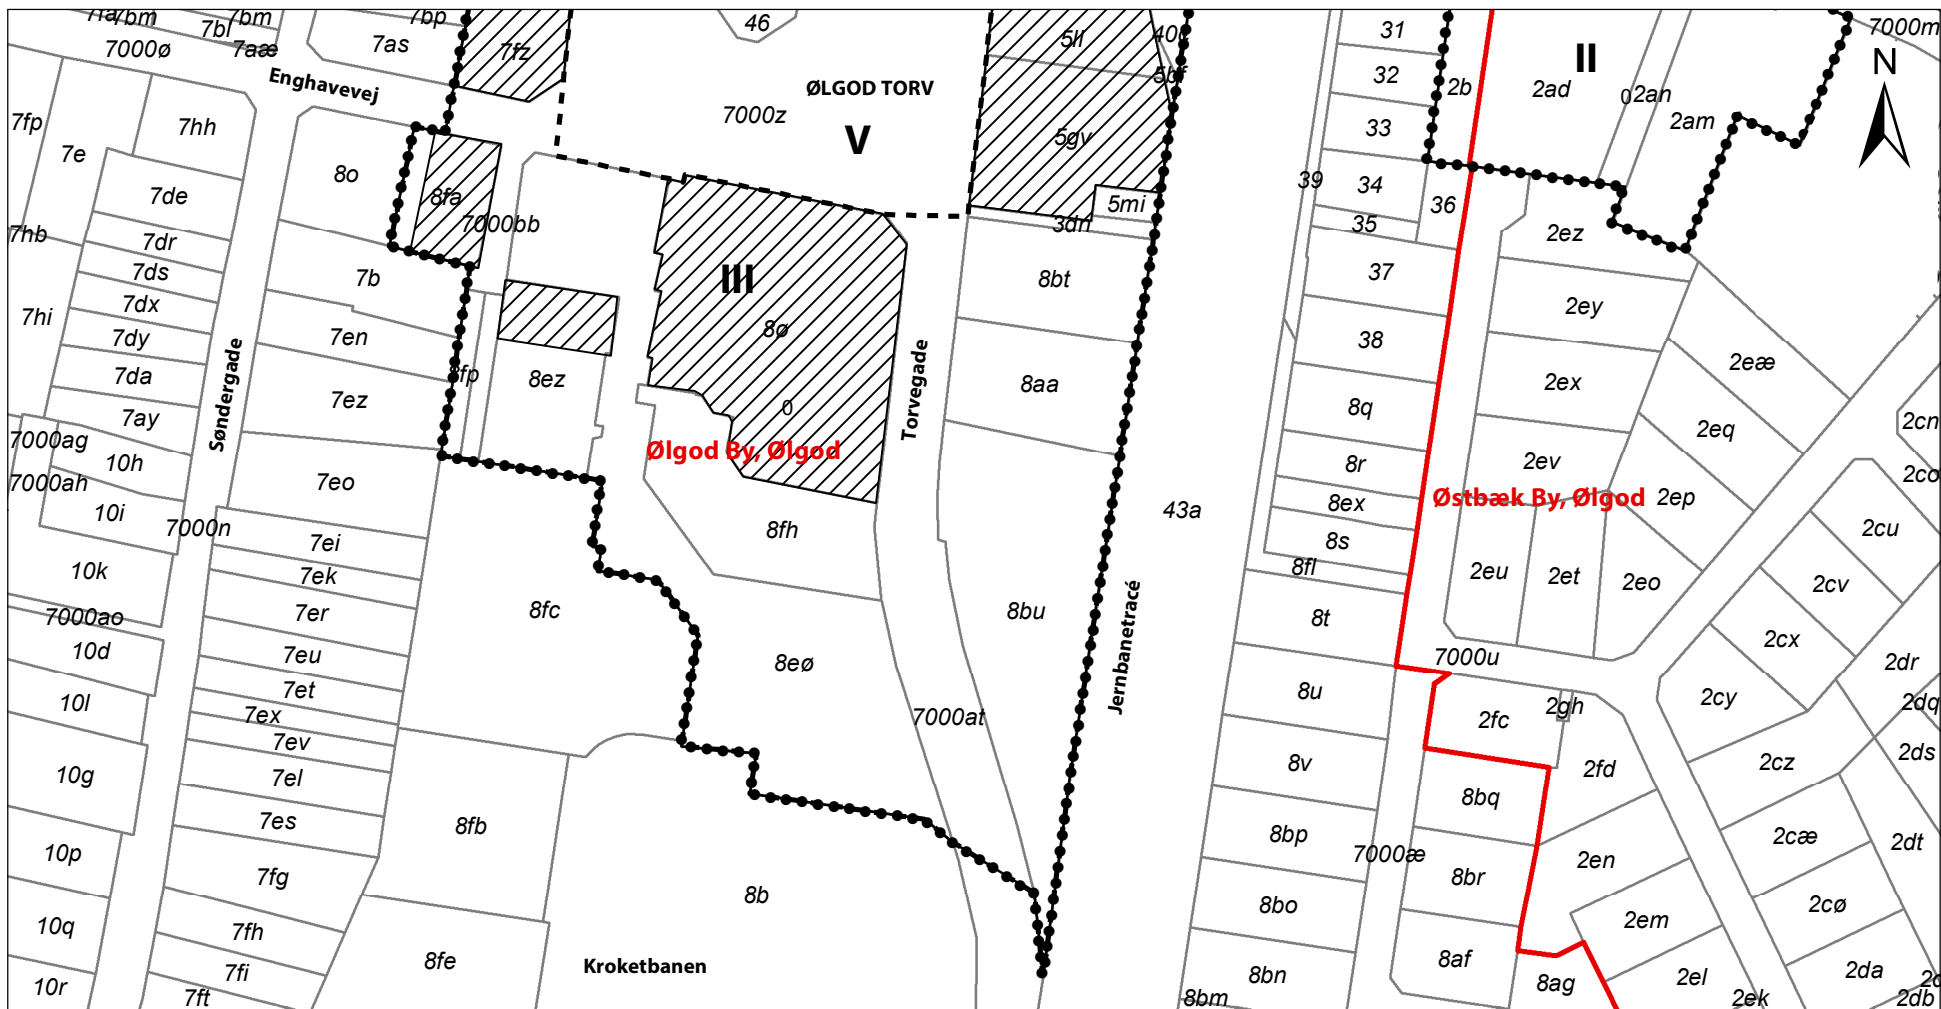 7bm
7bl
7bm
7aæ
7bp
7as
7000ø
Enghavevej
7fz
46
ØLGOD TORV
7000z
V
5ll
5bf
5gv
5mi
3dn
31
32
33
34
35
39
36
37
38
2b
II
2ad
02an
2am
7000m
N
7fp
7e
7hh
7de
7hb
7dr
7ds
7dx
7hi
7dy
7da
7ay
7000ag
10h
7000ah
10i
7000n
Søndergade
8o
8fa
7000bb
7b
7en
7ez
8fp
8ez
7eo
III
8ø
0
Ølgod By, Ølgod
Torvegade
8bt
8aa
8fh
43a
8q
8r
8ex
8s
8fl
8t
8u
8v
8bp
8bo
8bn
8bm
2ez
2ey
2ex
2ev
2eæ
2eq
2ep
Østbæk By, Ølgod
2eu
2et
2eo
2cn
2co
2cu
2cv
2cx
2cy
2dr
2dq
2ds
2cz
2cæ
2dt
2cø
2da
2db
7000u
2fc
2gh
2fd
8bq
8br
2en
7000æ
2em
8af
8ag
2el
2ek
10k
7000ao
10d
10l
10g
10p
10q
10r
7ei
7ek
7er
7eu
7et
7ex
7ev
7el
7es
7fg
7fh
7fi
7ft
8fc
8eø
8bu
7000at
Jernbanetracé
8fb
8b
8fe
Kroketbanen